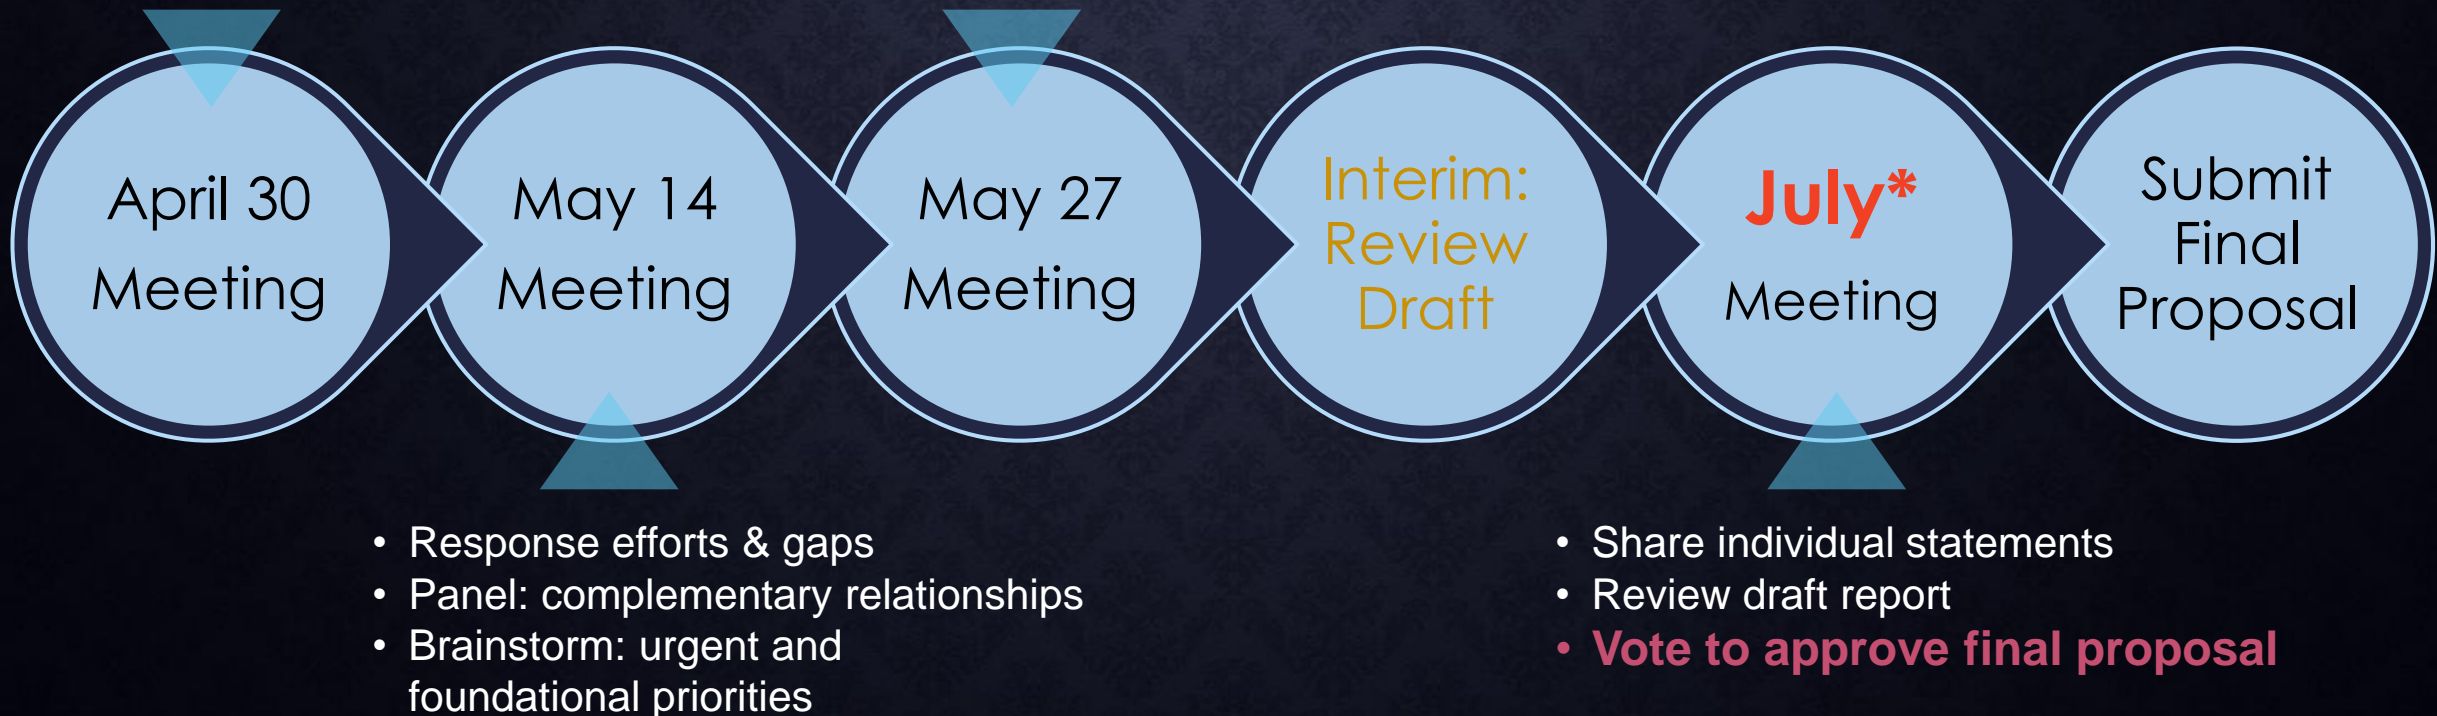 April 30
Meeting
May 14
Meeting
May 27
Meeting
Interim:
Review
Draft
July*
Meeting
Submit
Final
Proposal
• Response efforts & gaps
• Panel: complementary relationships
• Brainstorm: urgent and
foundational priorities
• Share individual statements
• Review draft report
• Vote to approve final proposal